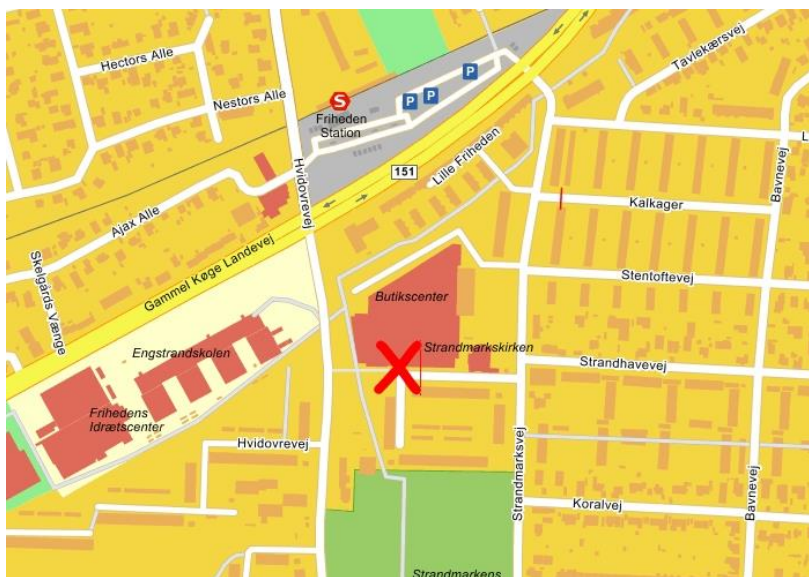 Hectors Alle
Nestors Alle
S
Friheden
Station
P
P
P
Tavlekærsvej
L
Lille Friheden
151
Hvidovrevej
Bavnevej
Kalkager
Ajax Alle
Gammel Køge Landevej
Skelgårds Vænge
Stentoftevej
Butikscenter
Engstrandskolen
Strandmarkskirken
Strandhavevej
Frihedens
Idrætscenter
Hvidovrevej
Strandmarksvej
Bavnevej
Koralvej
Strandmarkens